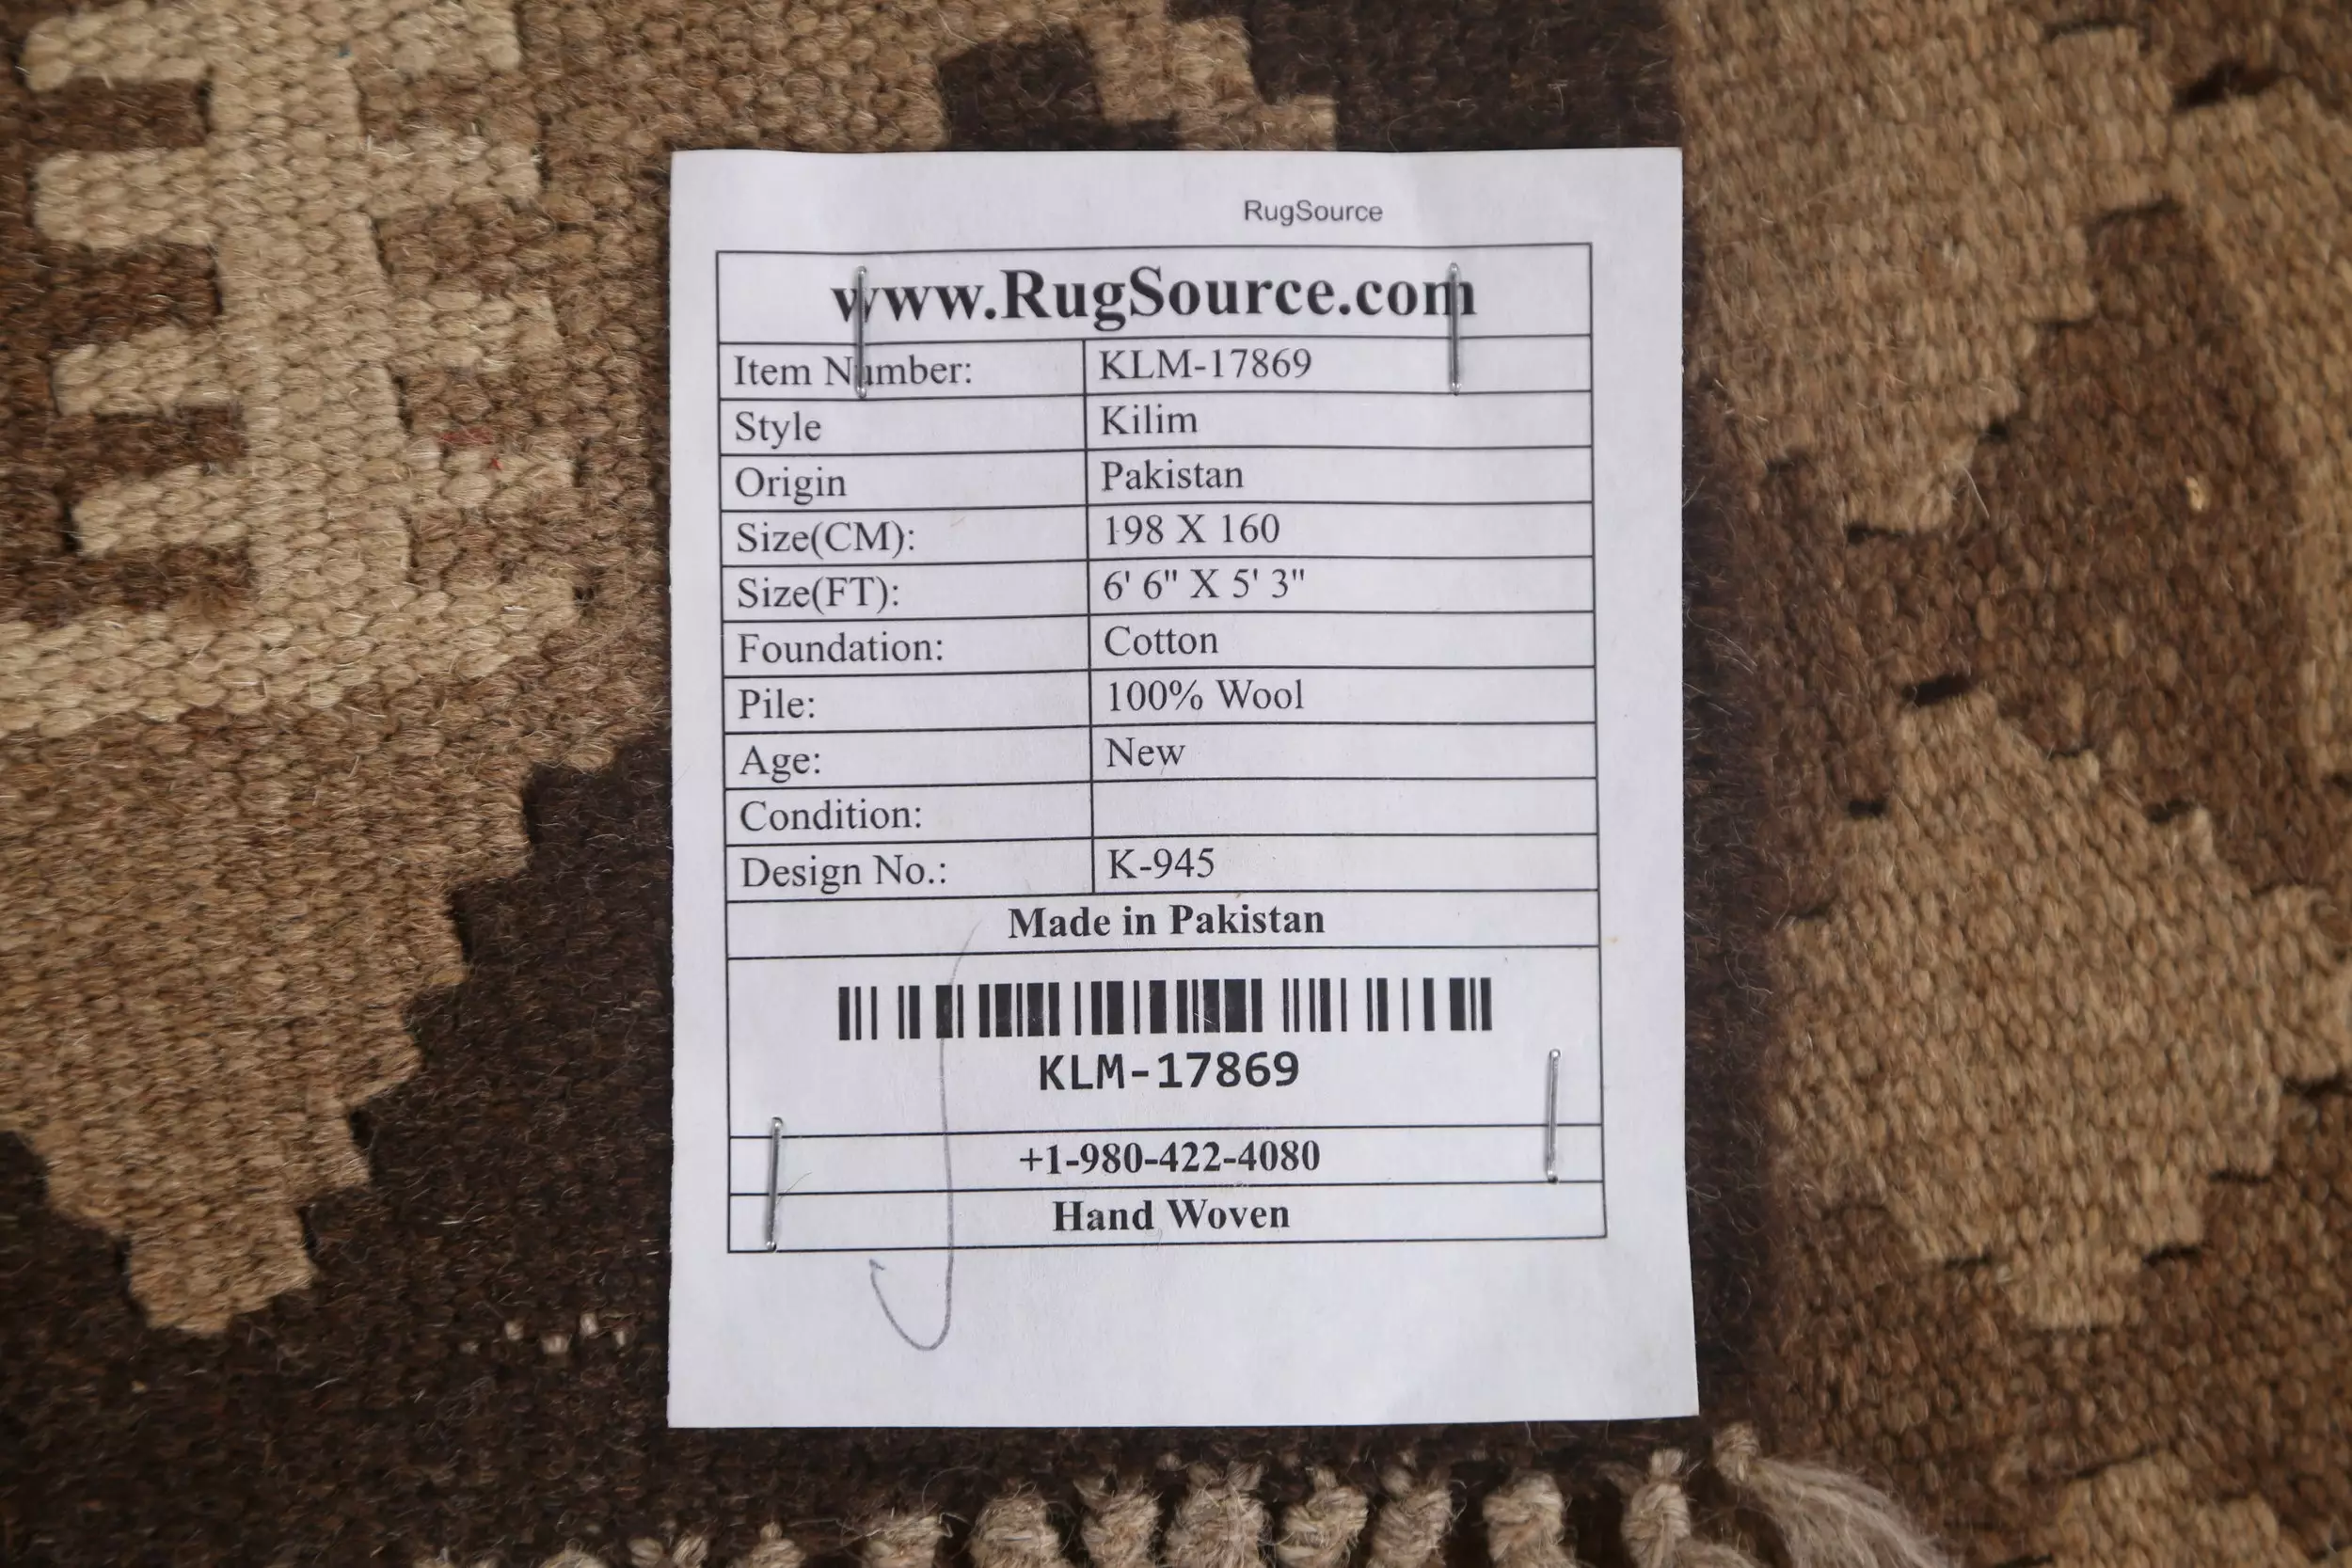 RugSource
www.RugSource.com
Item Number: KLM-17869
Style Kilim
Origin Pakistan
Size(CM): 198 X 160
Size(FT): 6' 6" X 5' 3"
Foundation: Cotton
Pile: 100% Wool
Age: New
Condition:
Design No.: K-945
Made in Pakistan
KLM-17869
+1-980-422-4080
Hand Woven